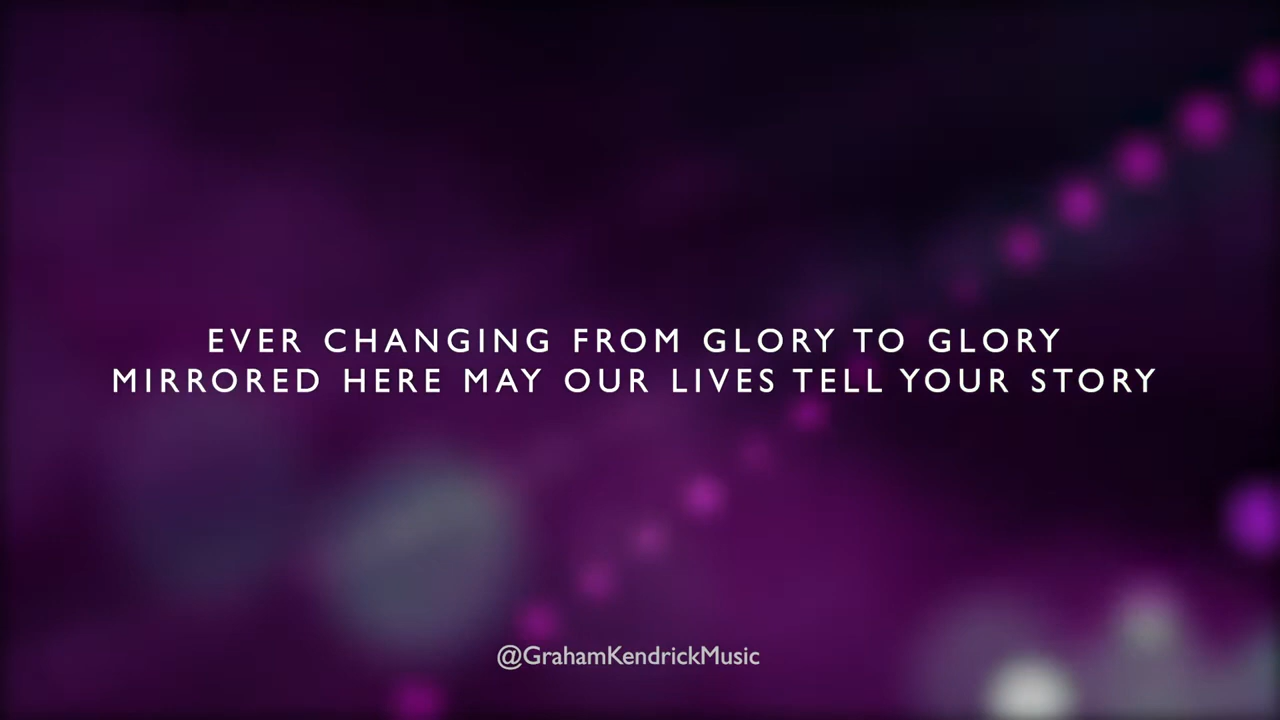 EVER CHANGING FROM GLORY TO GLORY
MIRRORED HERE MAY OUR LIVES TELL YOUR STORY
@GrahamKendrickMusic